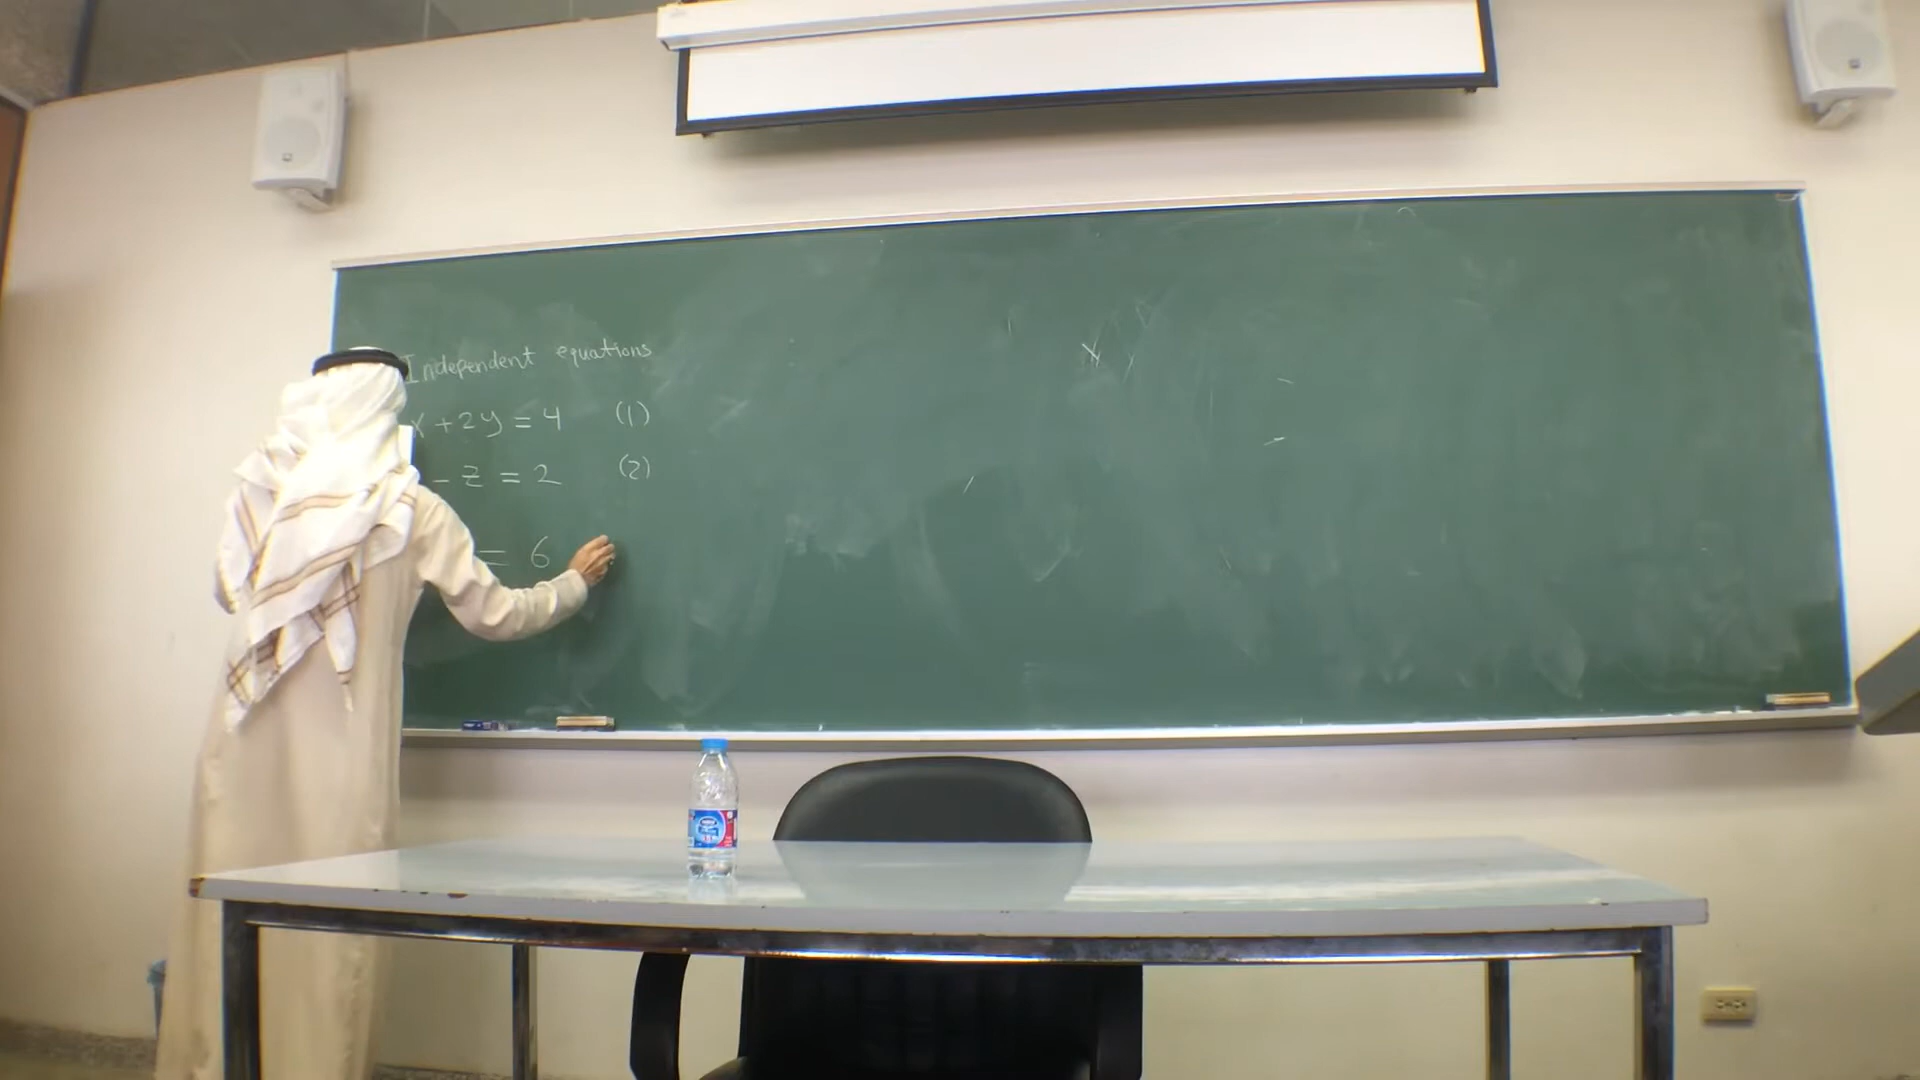 Independent equations
x + 2y = 4 (1)
- z = 2 (2)
= 6